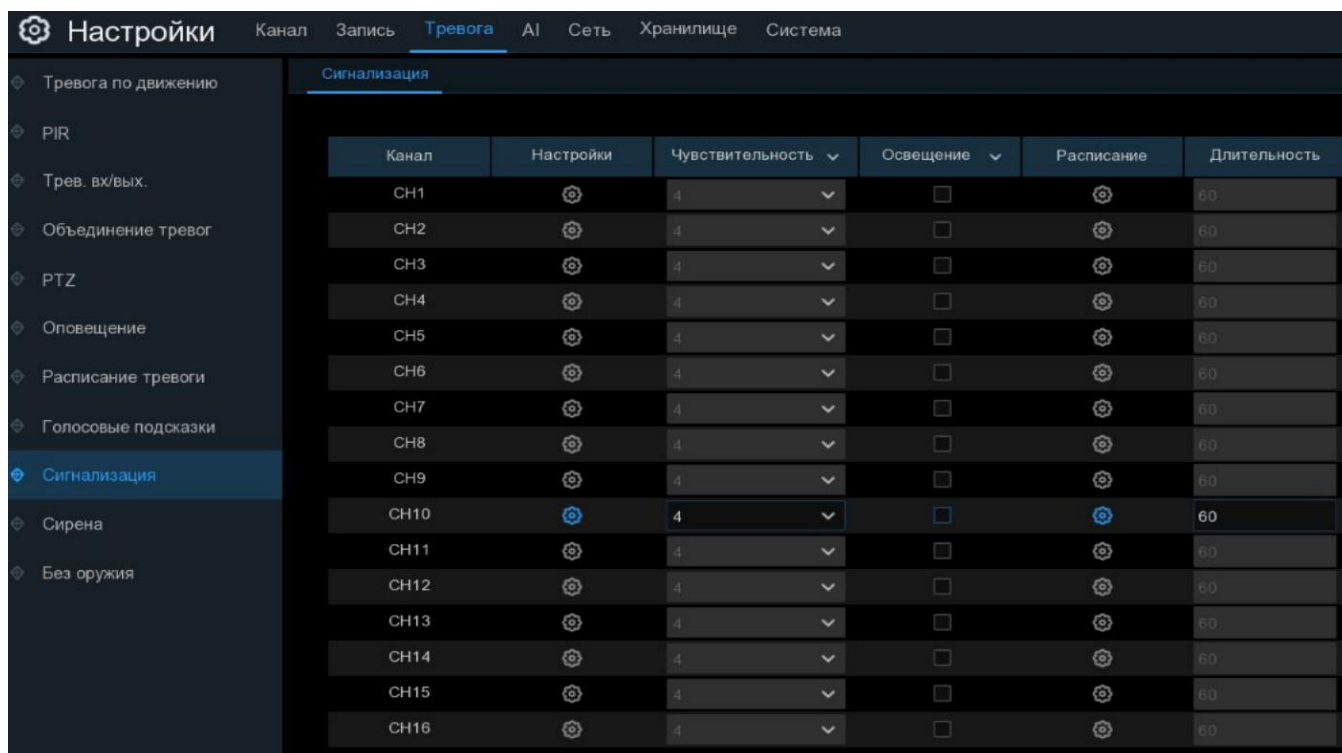 Настройки Канал Запись Тревога AI Сеть Хранилище Система
Тревога по движению
PIR
Трев. вх/вых.
Объединение тревог
PTZ
Оповещение
Расписание тревоги
Голосовые подсказки
Сигнализация
Сирена
Без оружия
Сигнализация
Канал Настройки Чувствительность Освещение Расписание Длительность
CH1 4 60
CH2 4 60
CH3 4 60
CH4 4 60
CH5 4 60
CH6 4 60
CH7 4 60
CH8 4 60
CH9 4 60
CH10 4 60
CH11 4 60
CH12 4 60
CH13 4 60
CH14 4 60
CH15 4 60
CH16 4 60